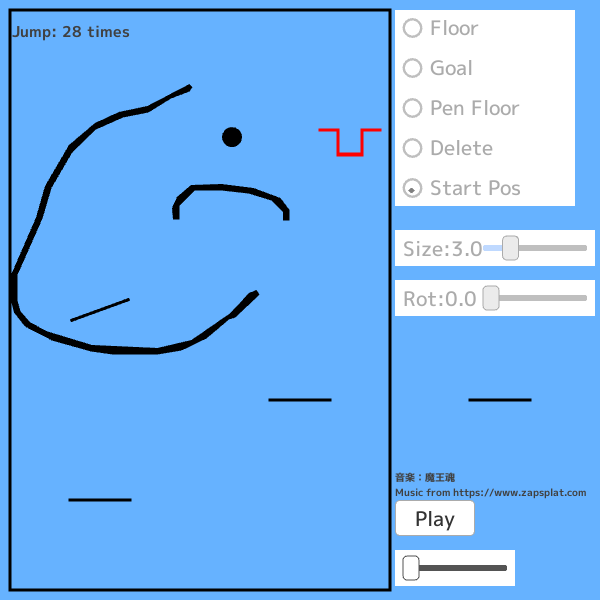 Jump: 28 times
Floor
Goal
Pen Floor
Delete
Start Pos
Size:3.0
Rot:0.0
音楽：魔王魂
Music from https://www.zapsplat.com
Play